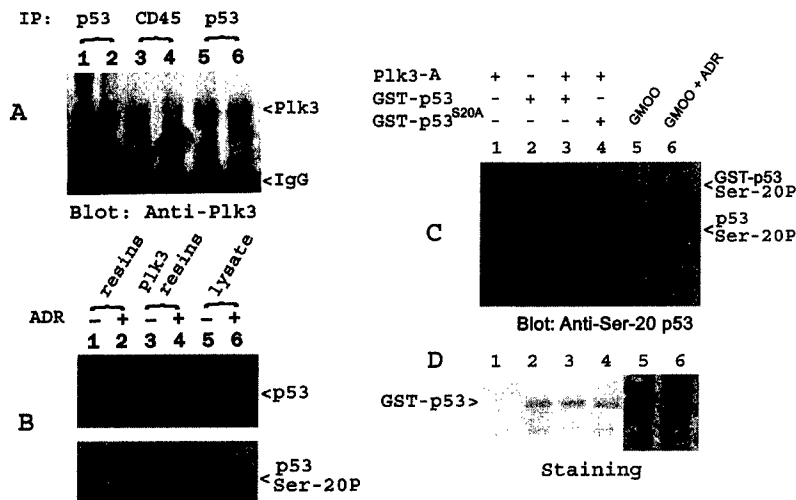 IP: p53 CD45 p53
1 2 3 4 5 6
A
<Plk3
<IgG
Blot: Anti-Plk3
resins Plk3 resins lysate
ADR - + - + - +
1 2 3 4 5 6
B
<p53
p53
<Ser-20P
Plk3-A + - + +
GST-p53 - + + -
GST-p53S20A - - - +
GMOO
GMOO + ADR
1 2 3 4 5 6
C
GST-p53
<Ser-20P
<p53
Ser-20P
Blot: Anti-Ser-20 p53
D 1 2 3 4 5 6
GST-p53>
Staining